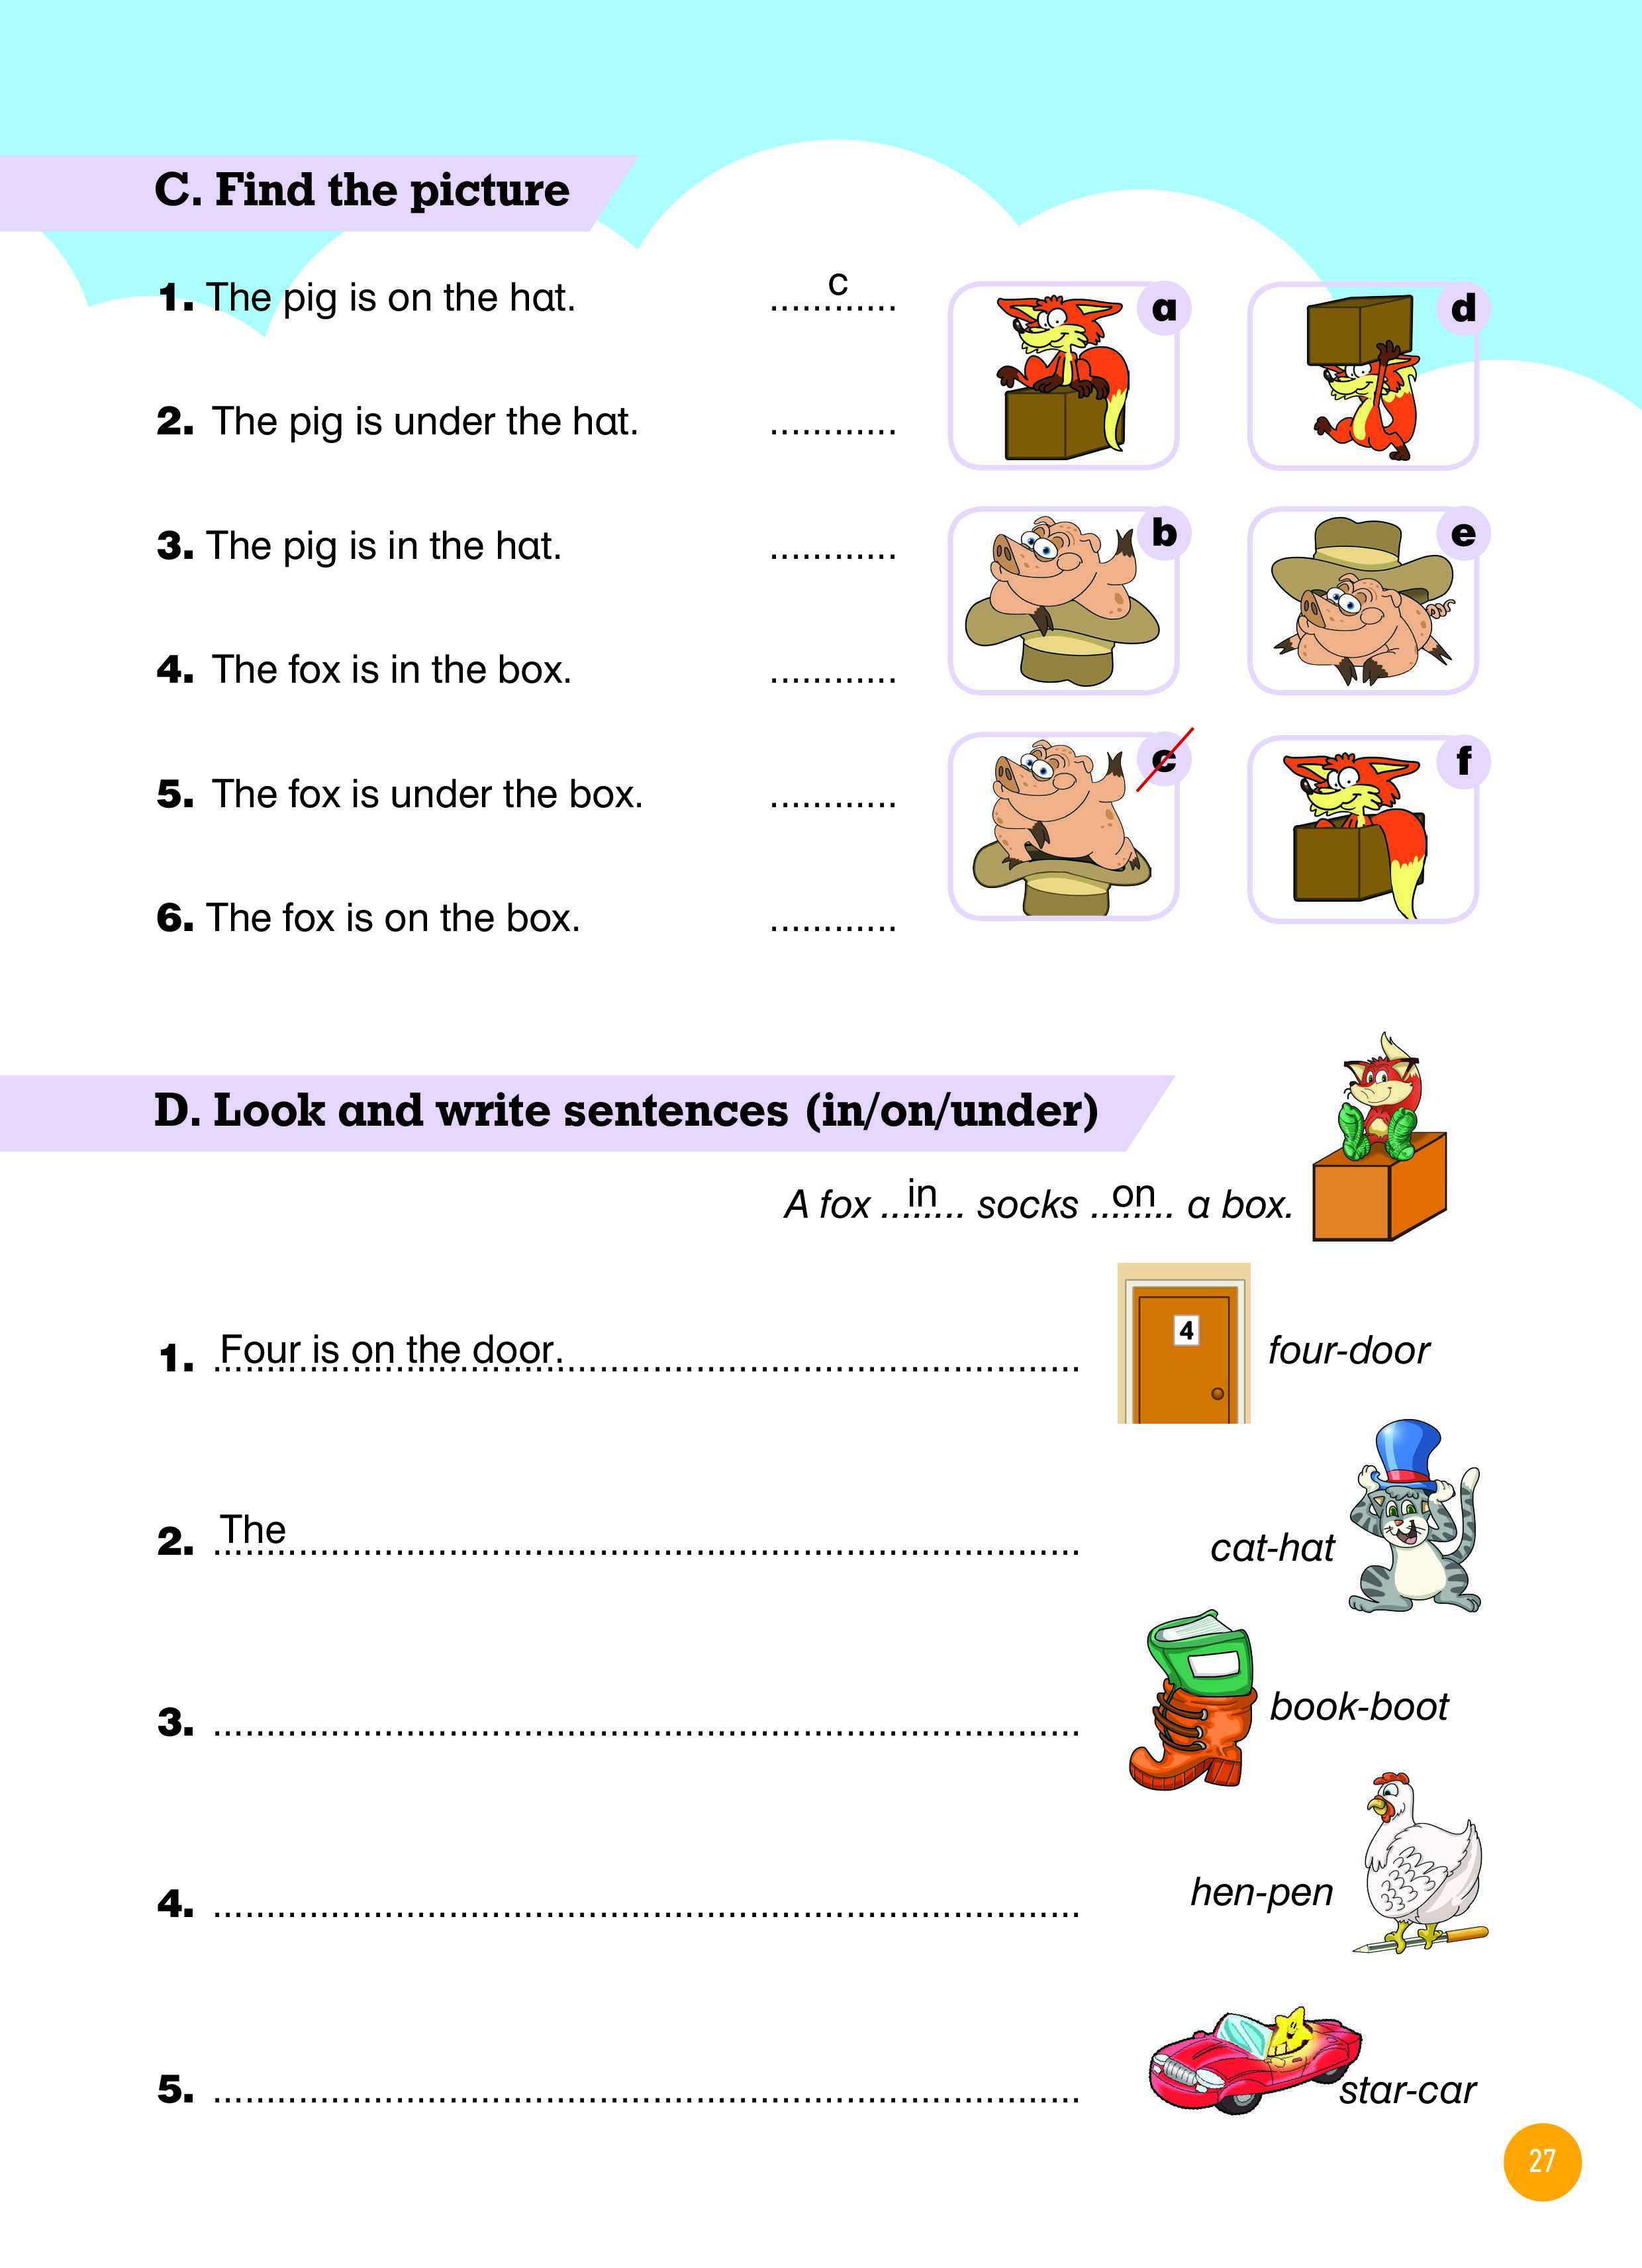 C. Find the picture
1. The pig is on the hat. ............ c
2. The pig is under the hat. ............
3. The pig is in the hat. ............
4. The fox is in the box. ............
5. The fox is under the box. ............
6. The fox is on the box. ............
a
d
b
e
c
f
D. Look and write sentences (in/on/under)
A fox ...in... socks ...on... a box.
4
1. Four is on the door.
four-door
2. The
cat-hat
3.
book-boot
4.
hen-pen
5.
star-car
27